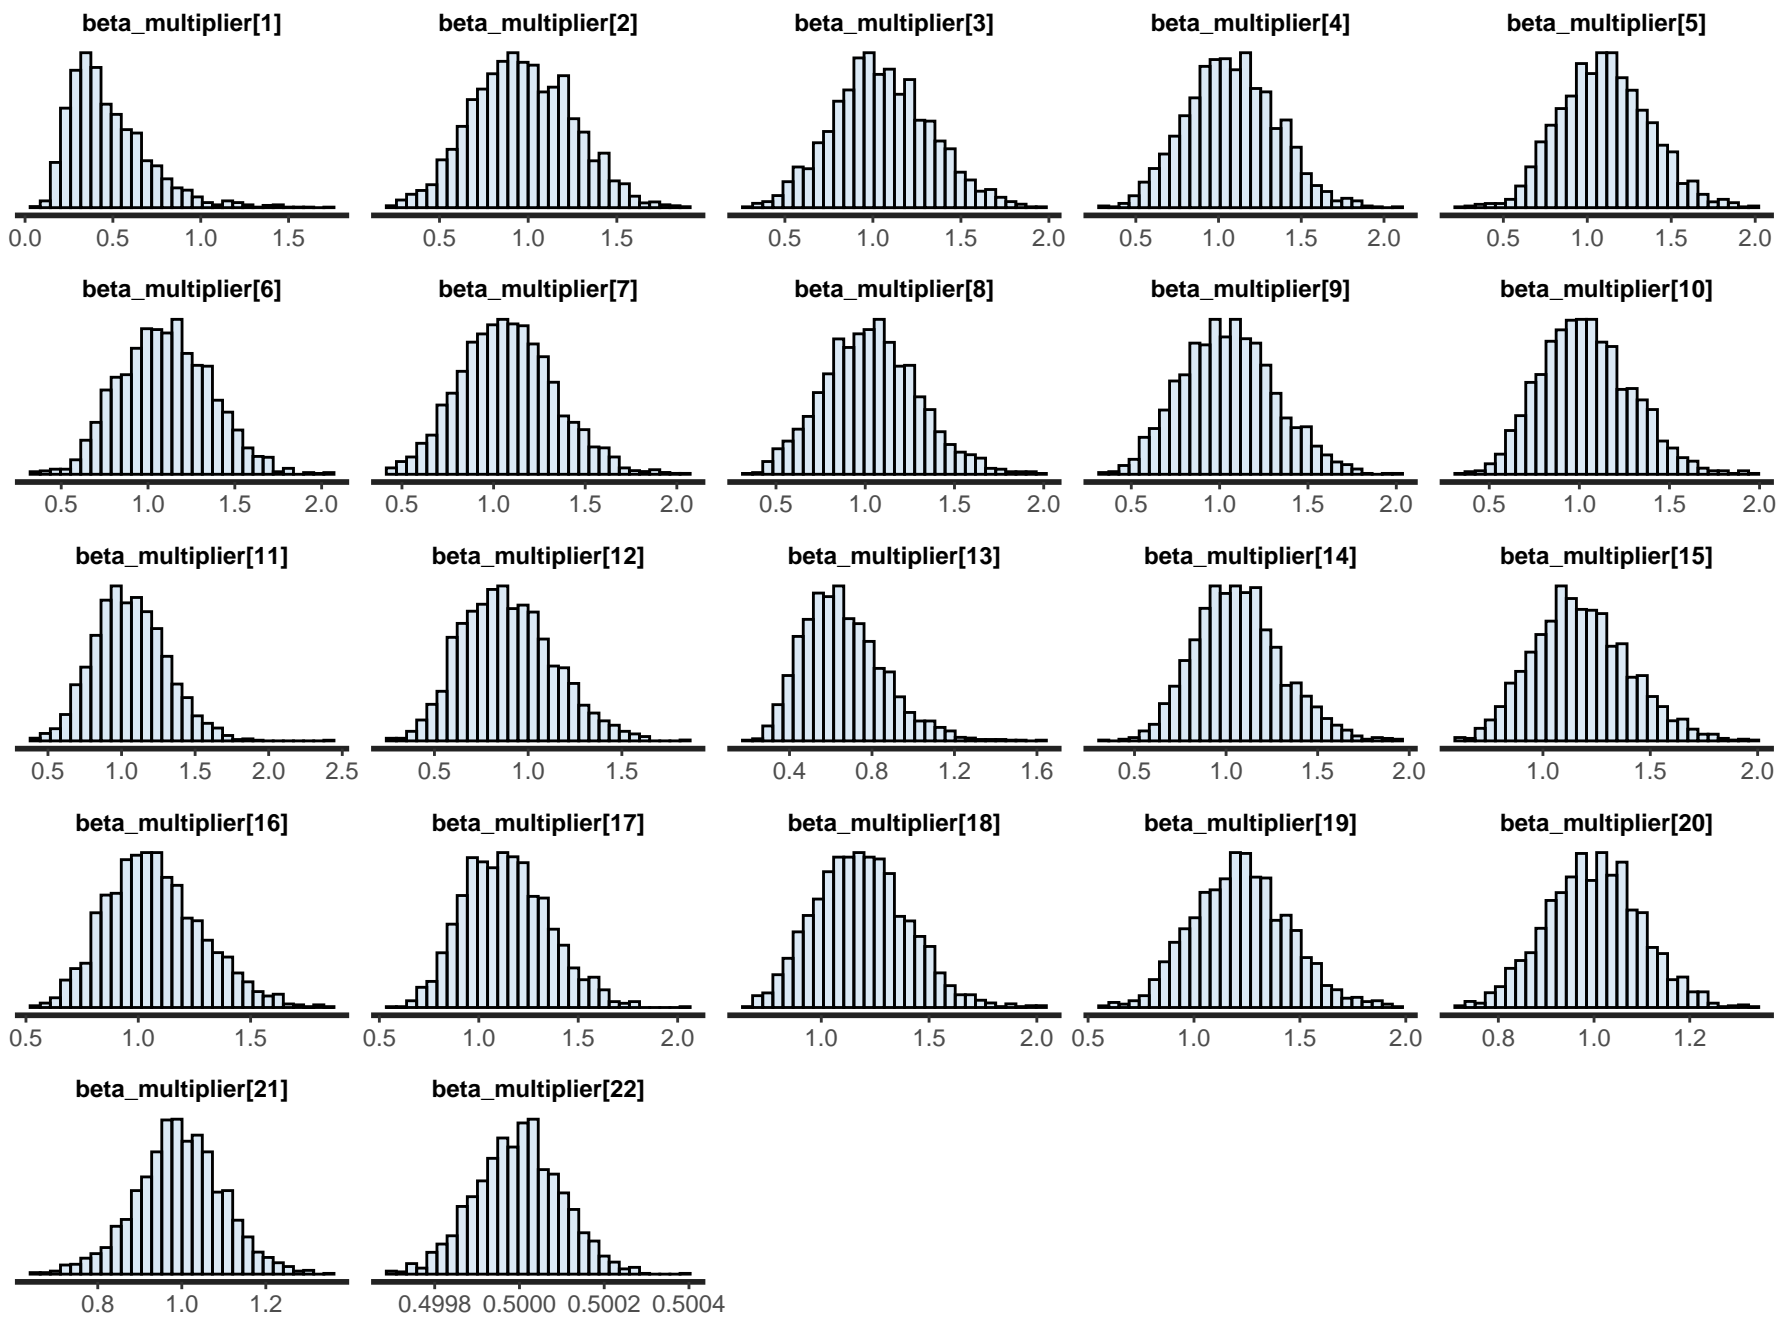 beta_multiplier[1] beta_multiplier[2] beta_multiplier[3] beta_multiplier[4] beta_multiplier[5]
0.0 0.5 1.0 1.5 0.5 1.0 1.5 0.5 1.0 1.5 2.0 0.5 1.0 1.5 2.0 0.5 1.0 1.5 2.0
beta_multiplier[6] beta_multiplier[7] beta_multiplier[8] beta_multiplier[9] beta_multiplier[10]
0.5 1.0 1.5 2.0 0.5 1.0 1.5 2.0 0.5 1.0 1.5 2.0 0.5 1.0 1.5 2.0 0.5 1.0 1.5 2.0
beta_multiplier[11] beta_multiplier[12] beta_multiplier[13] beta_multiplier[14] beta_multiplier[15]
0.5 1.0 1.5 2.0 2.5 0.5 1.0 1.5 0.4 0.8 1.2 1.6 0.5 1.0 1.5 2.0 1.0 1.5 2.0
beta_multiplier[16] beta_multiplier[17] beta_multiplier[18] beta_multiplier[19] beta_multiplier[20]
0.5 1.0 1.5 0.5 1.0 1.5 2.0 1.0 1.5 2.0 0.5 1.0 1.5 2.0 0.8 1.0 1.2
beta_multiplier[21] beta_multiplier[22]
0.8 1.0 1.2 0.4998 0.5000 0.5002 0.5004